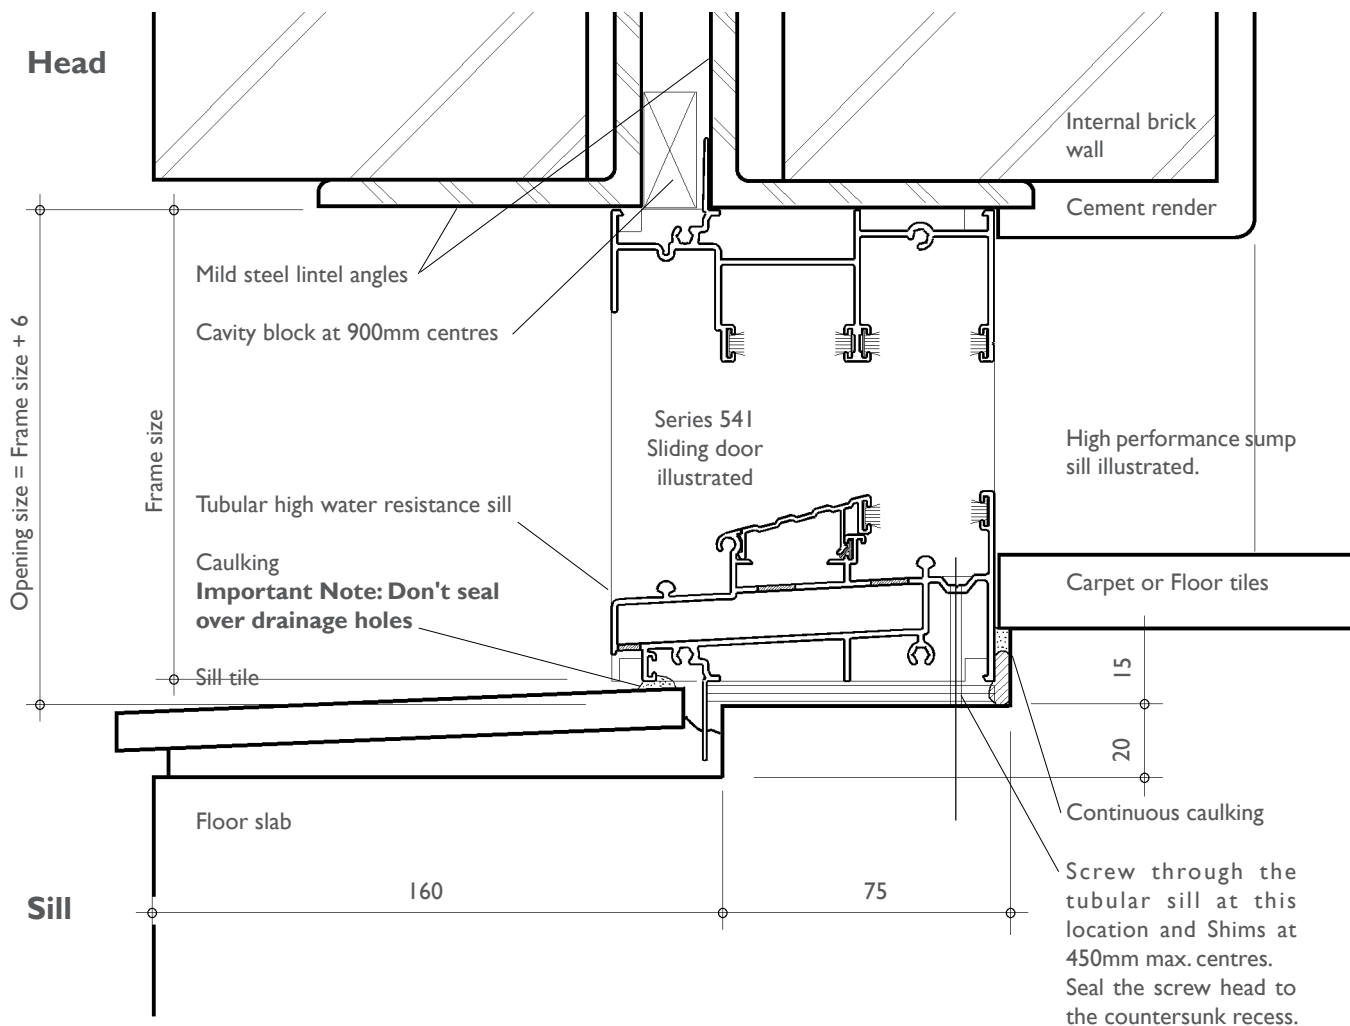 Head
Internal brick
wall
Cement render
Mild steel lintel angles
Cavity block at 900mm centres
Opening size = Frame size + 6
Frame size
Series 541
Sliding door
illustrated
High performance sump
sill illustrated.
Tubular high water resistance sill
Caulking
Important Note: Don't seal
over drainage holes
Carpet or Floor tiles
Sill tile
15
20
Floor slab
Continuous caulking
160
75
Sill
Screw through the
tubular sill at this
location and Shims at
450mm max. centres.
Seal the screw head to
the countersunk recess.